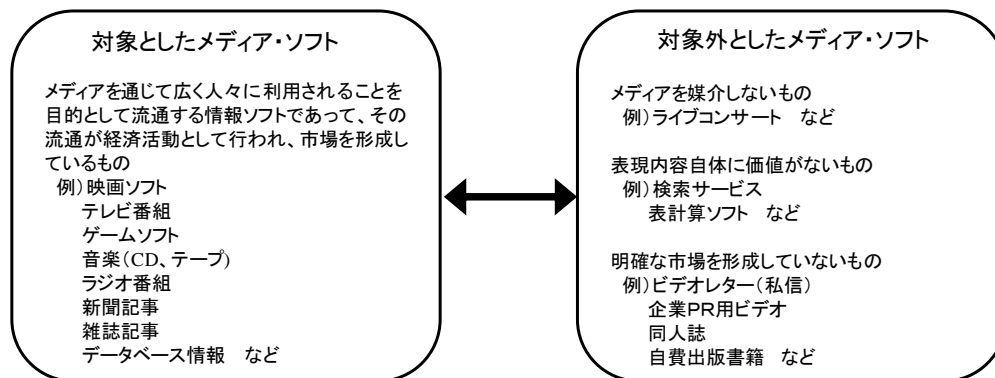 対象としたメディア・ソフト
メディアを通じて広く人々に利用されることを
目的として流通する情報ソフトであって、その
流通が経済活動として行われ、市場を形成し
ているもの
例)映画ソフト
テレビ番組
ゲームソフト
音楽(CD、テープ)
ラジオ番組
新聞記事
雑誌記事
データベース情報 など
対象外としたメディア・ソフト
メディアを媒介しないもの
例)ライブコンサート など
表現内容自体に価値がないもの
例)検索サービス
表計算ソフト など
明確な市場を形成していないもの
例)ビデオレター(私信)
企業PR用ビデオ
同人誌
自費出版書籍 など